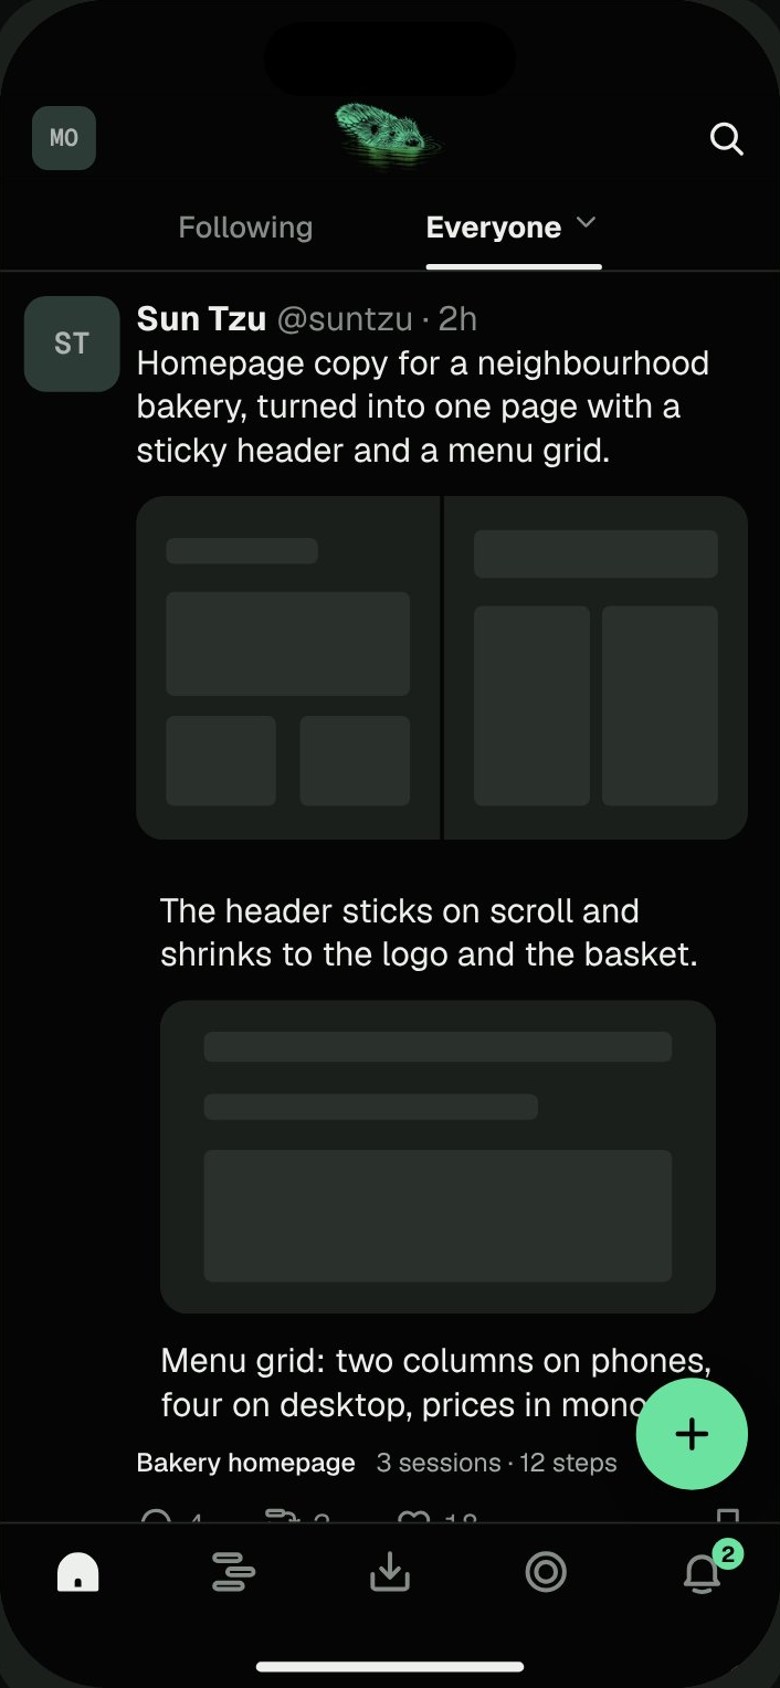 MO
Following Everyone
ST
Sun Tzu @suntzu · 2h
Homepage copy for a neighbourhood
bakery, turned into one page with a
sticky header and a menu grid.
The header sticks on scroll and
shrinks to the logo and the basket.
Menu grid: two columns on phones,
four on desktop, prices in mono
Bakery homepage 3 sessions · 12 steps
2